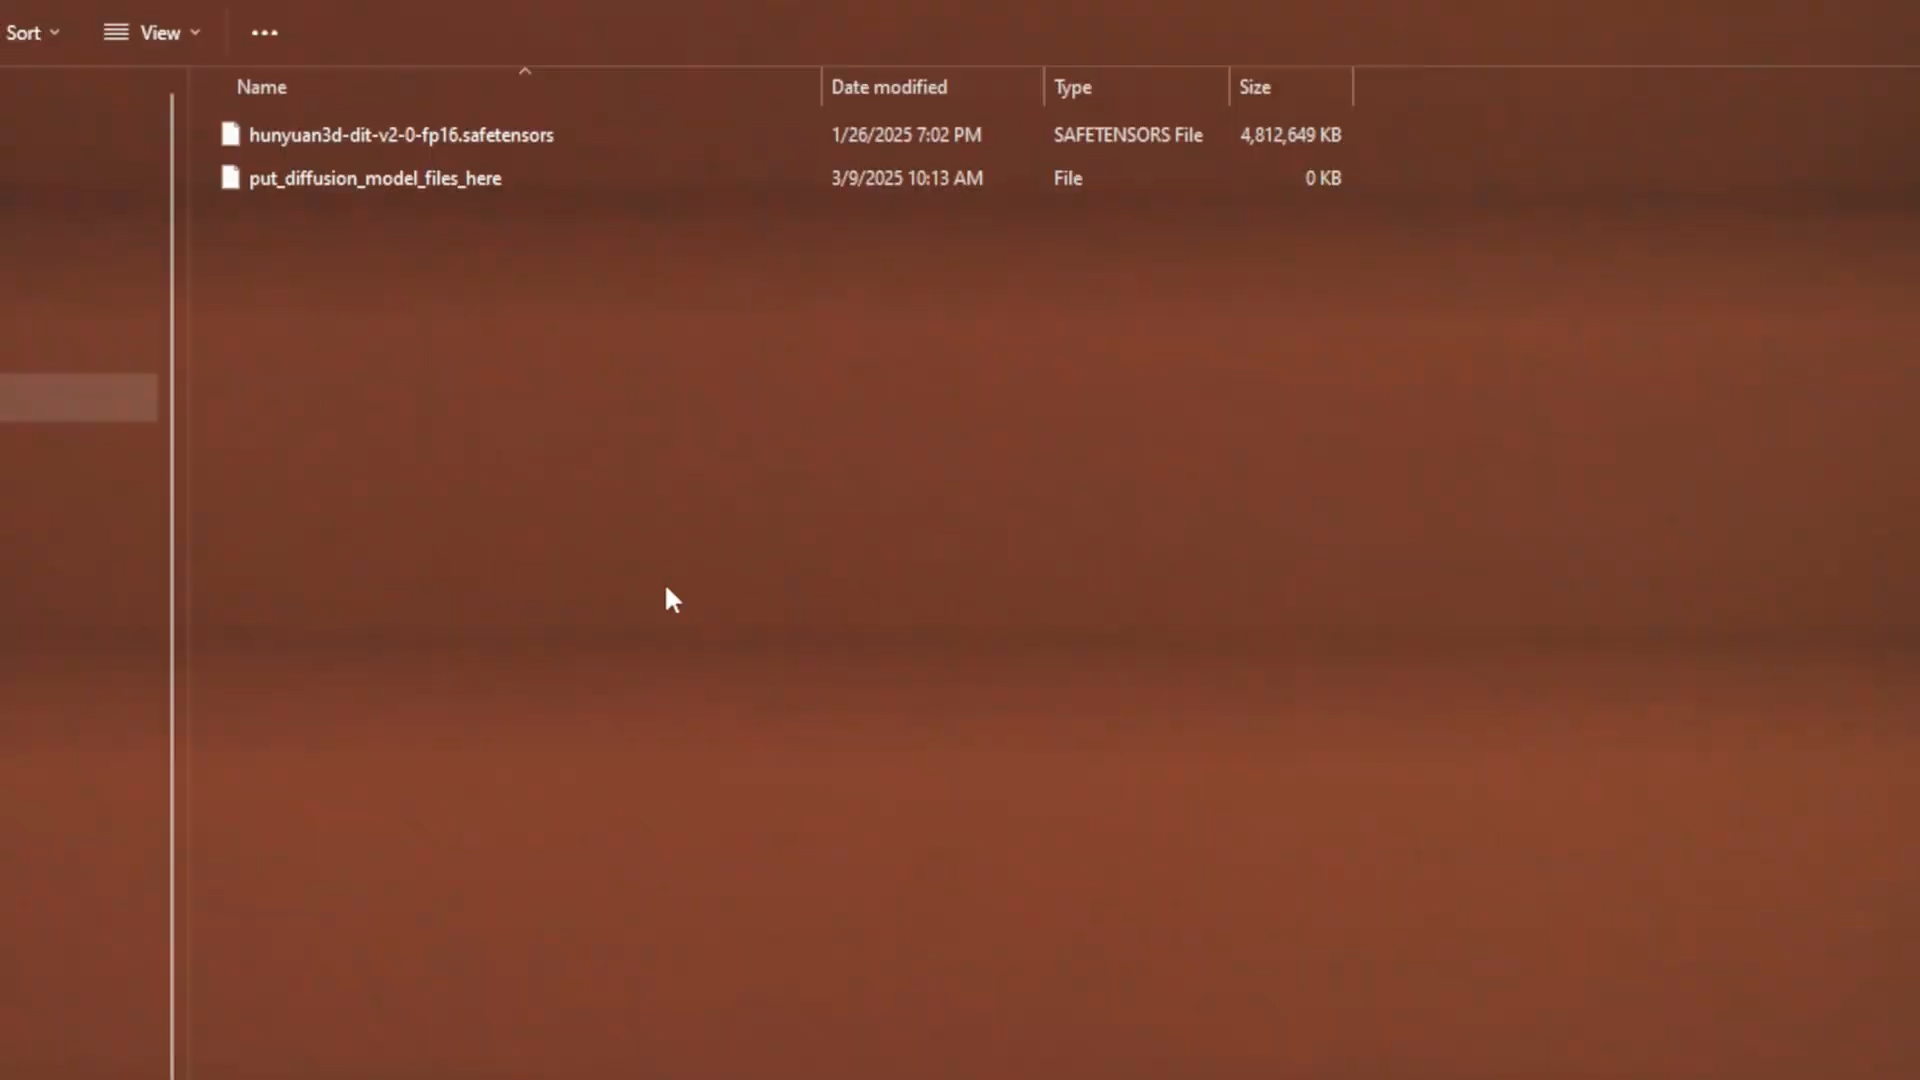 Sort View •••
Name Date modified Type Size
hunyuan3d-dit-v2-0-fp16.safetensors 1/26/2025 7:02 PM SAFETENSORS File 4,812,649 KB
put_diffusion_model_files_here 3/9/2025 10:13 AM File 0 KB